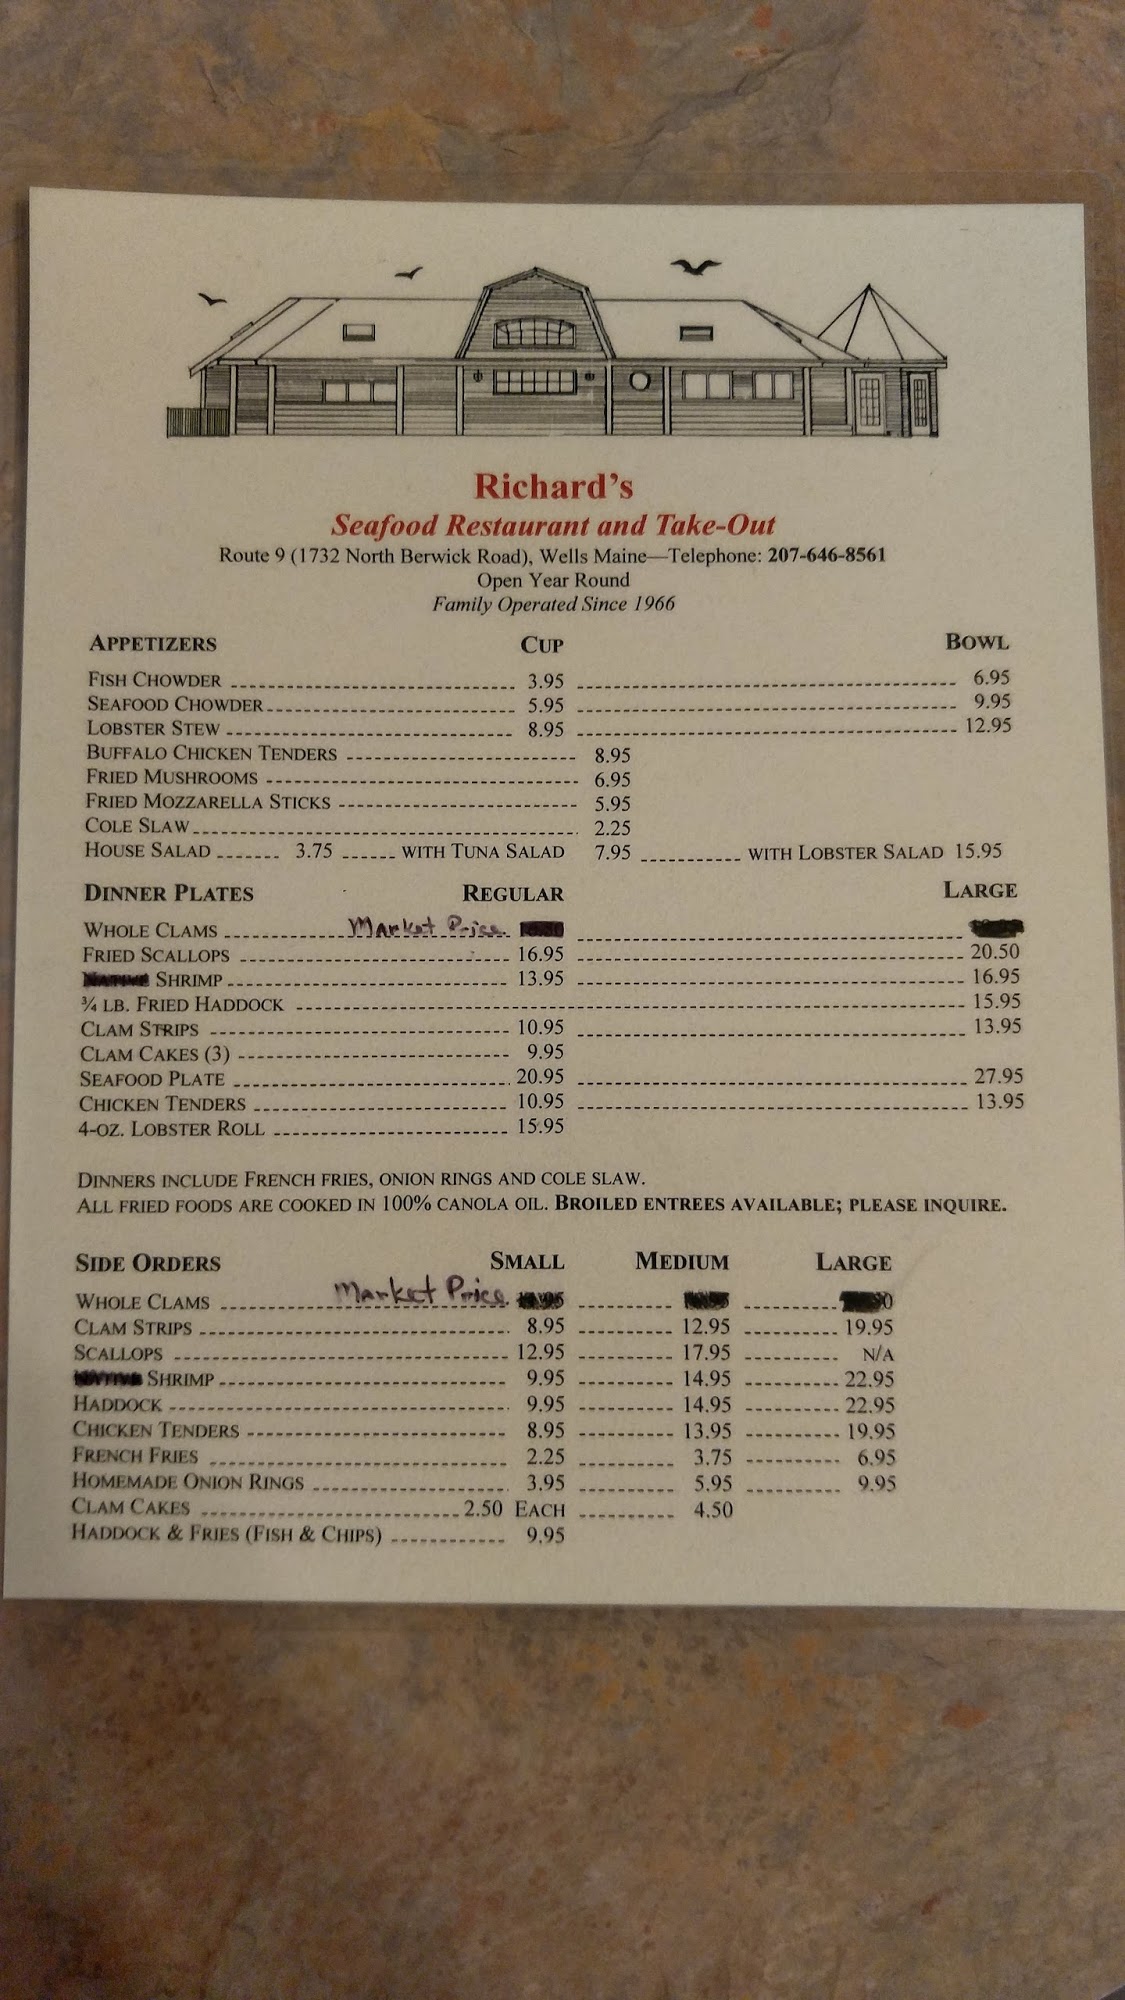 Richard's
Seafood Restaurant and Take-Out
Route 9 (1732 North Berwick Road), Wells Maine—Telephone: 207-646-8561
Open Year Round
Family Operated Since 1966
APPETIZERS CUP BOWL
FISH CHOWDER 3.95 6.95
SEAFOOD CHOWDER 5.95 9.95
LOBSTER STEW 8.95 12.95
BUFFALO CHICKEN TENDERS 8.95
FRIED MUSHROOMS 6.95
FRIED MOZZARELLA STICKS 5.95
COLE SLAW 2.25
HOUSE SALAD 3.75 WITH TUNA SALAD 7.95 WITH LOBSTER SALAD 15.95
DINNER PLATES REGULAR LARGE
WHOLE CLAMS Market Price
FRIED SCALLOPS 16.95 20.50
SHRIMP 13.95 16.95
¾ LB. FRIED HADDOCK 15.95
CLAM STRIPS 10.95 13.95
CLAM CAKES (3) 9.95
SEAFOOD PLATE 20.95 27.95
CHICKEN TENDERS 10.95 13.95
4-OZ. LOBSTER ROLL 15.95
DINNERS INCLUDE FRENCH FRIES, ONION RINGS AND COLE SLAW.
ALL FRIED FOODS ARE COOKED IN 100% CANOLA OIL. BROILED ENTREES AVAILABLE; PLEASE INQUIRE.
SIDE ORDERS SMALL MEDIUM LARGE
WHOLE CLAMS Market Price
CLAM STRIPS 8.95 12.95 19.95
SCALLOPS 12.95 17.95 N/A
SHRIMP 9.95 14.95 22.95
HADDOCK 9.95 14.95 22.95
CHICKEN TENDERS 8.95 13.95 19.95
FRENCH FRIES 2.25 3.75 6.95
HOMEMADE ONION RINGS 3.95 5.95 9.95
CLAM CAKES 2.50 EACH 4.50
HADDOCK & FRIES (FISH & CHIPS) 9.95